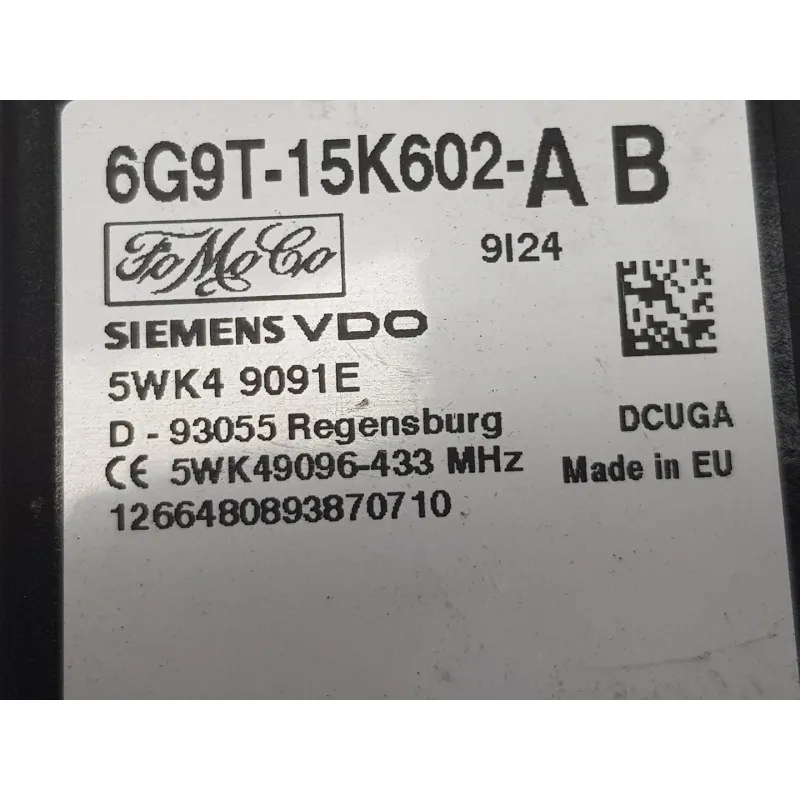 6G9T-15K602-A B
FoMoCo
9I24
SIEMENS VDO
5WK4 9091E
D - 93055 Regensburg
DCUGA
CE 5WK49096-433 MHz
Made in EU
1266480893870710